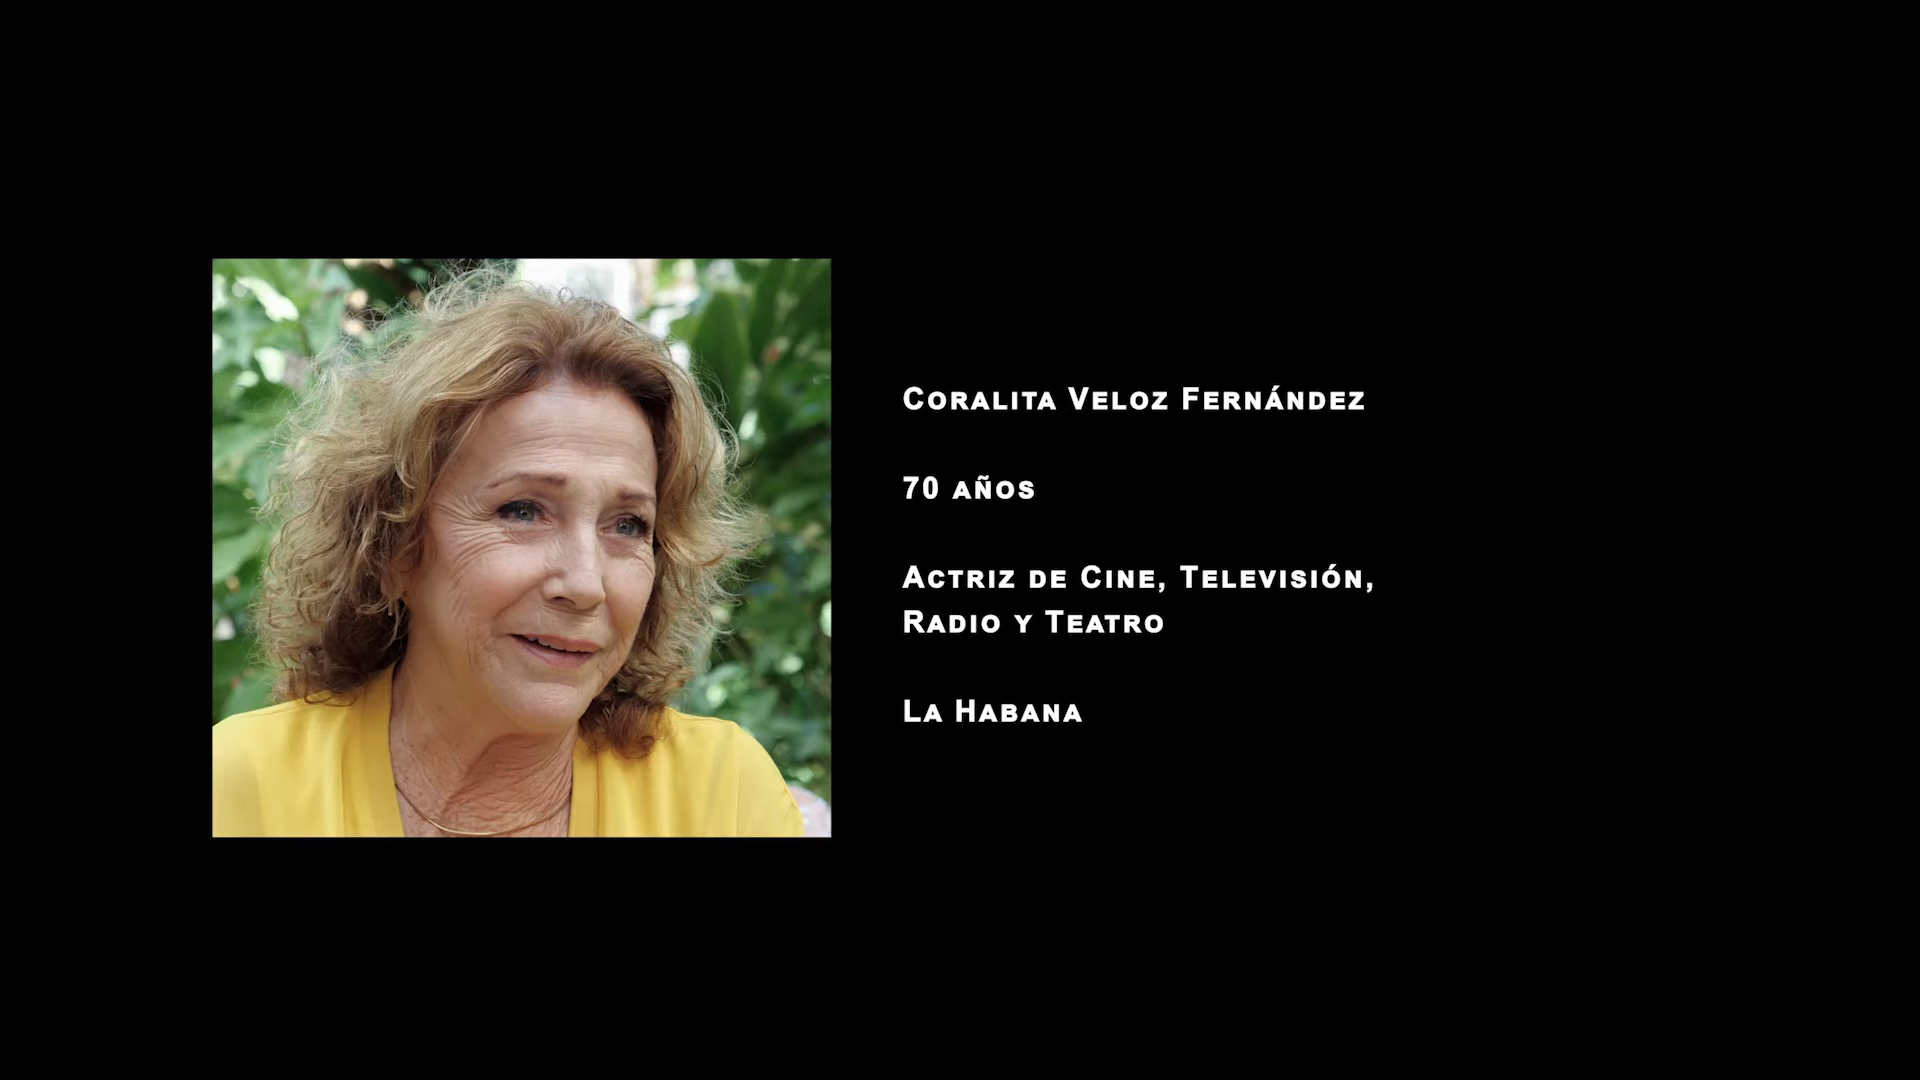 Coralita Veloz Fernández
70 años
Actriz de Cine, Televisión,
Radio y Teatro
La Habana